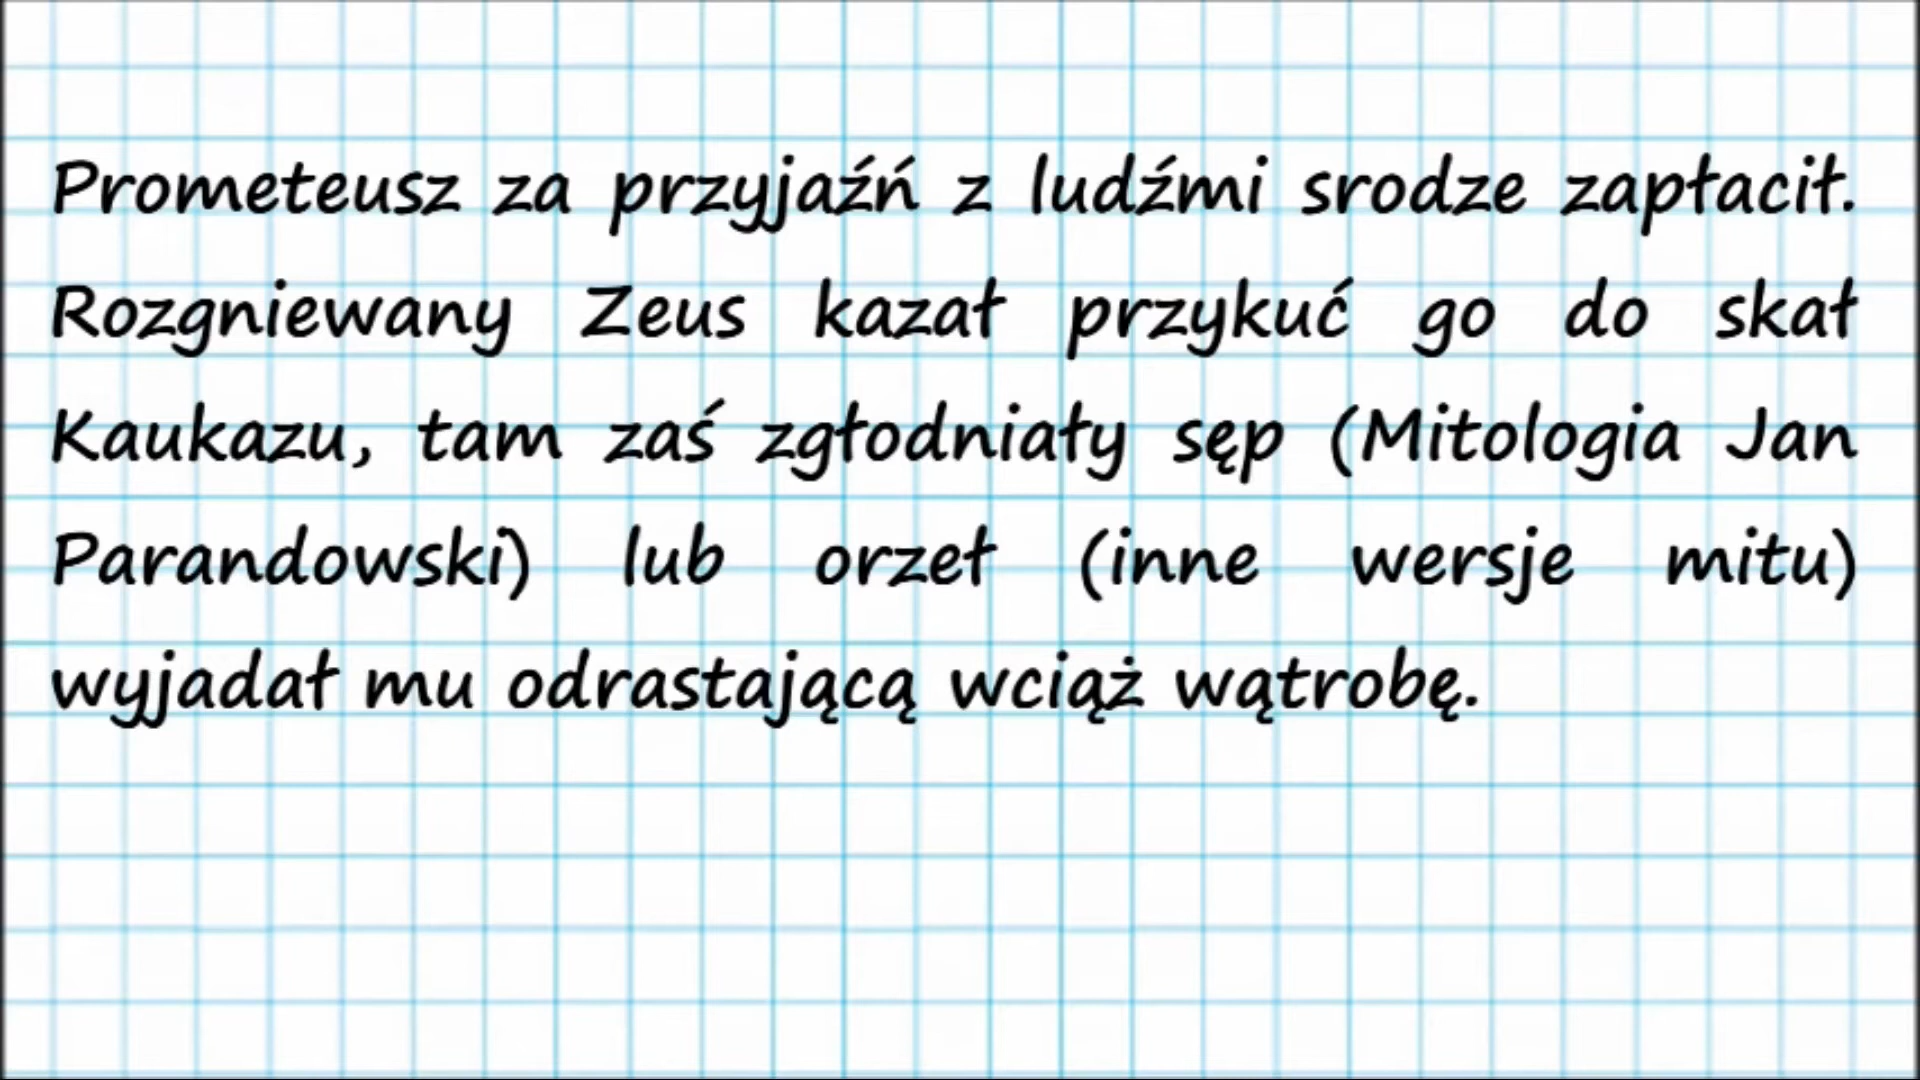 Prometeusz za przyjaźń z ludźmi srodze zapłacił.
Rozgniewany Zeus kazał przykuć go do skał
Kaukazu, tam zaś zgłodniały sęp (Mitologia Jan
Parandowski) lub orzeł (inne wersje mitu)
wyjadał mu odrastającą wciąż wątrobę.